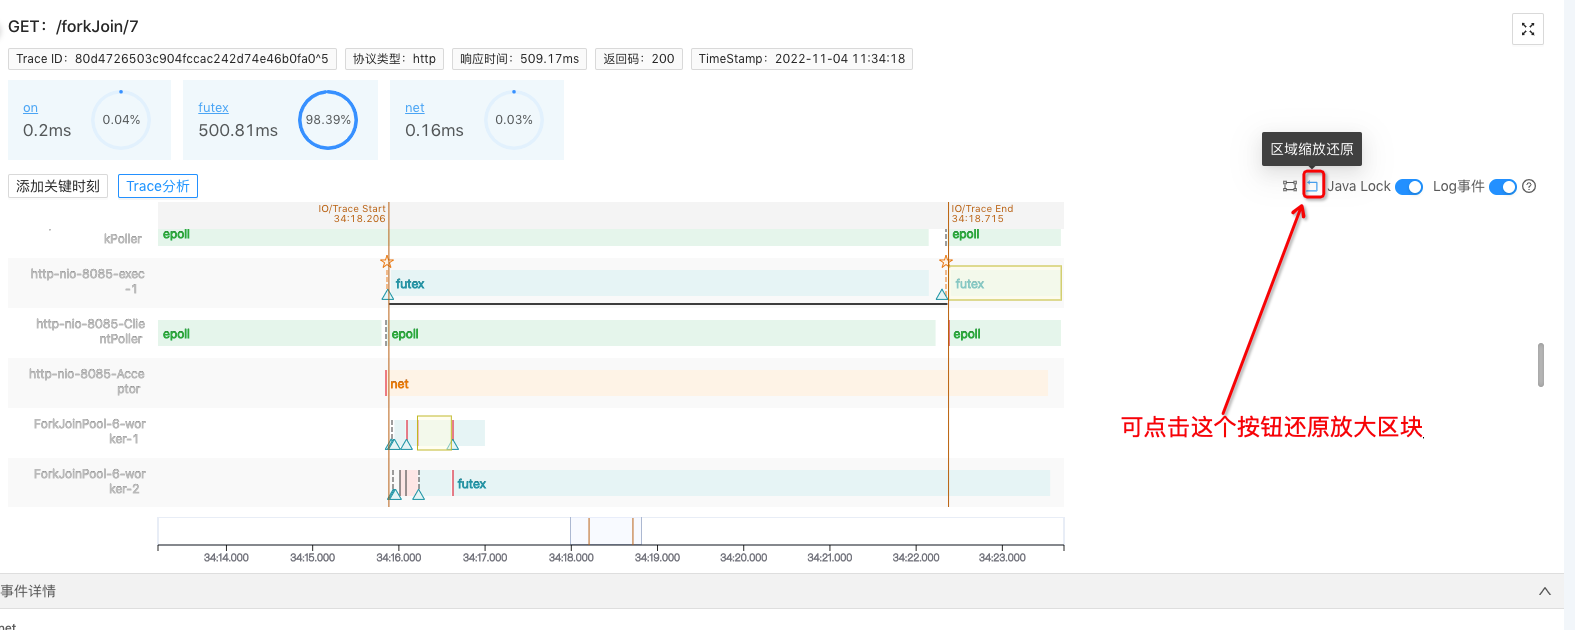 GET：/forkJoin/7
Trace ID：80d4726503c904fccac242d74e46b0fa0^5
协议类型：http
响应时间：509.17ms
返回码：200
TimeStamp：2022-11-04 11:34:18
on
0.2ms
0.04%
futex
500.81ms
98.39%
net
0.16ms
0.03%
区域缩放还原
添加关键时刻
Trace分析
Java Lock
Log事件
IO/Trace Start
34:18.206
IO/Trace End
34:18.715
kPoller
epoll
epoll
http-nio-8085-exec
-1
futex
futex
http-nio-8085-Clie
ntPoller
epoll
epoll
epoll
http-nio-8085-Acce
ptor
net
ForkJoinPool-6-wor
ker-1
ForkJoinPool-6-wor
ker-2
futex
可点击这个按钮还原放大区块
34:14.000
34:15.000
34:16.000
34:17.000
34:18.000
34:19.000
34:20.000
34:21.000
34:22.000
34:23.000
事件详情
net